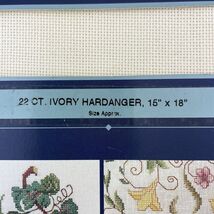 22 CT. IVORY HARDANGER, 15" x 18"
Size Approx.